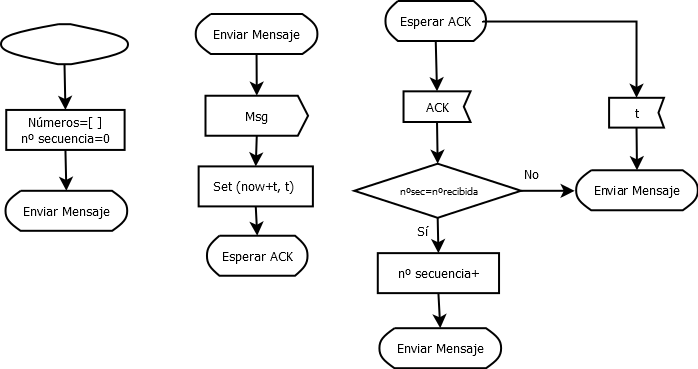 Números=[ ]
nº secuencia=0
Enviar Mensaje
Enviar Mensaje
Msg
Set (now+t, t)
Esperar ACK
Esperar ACK
ACK
t
nºsec=nºrecibida
No
Enviar Mensaje
Sí
nº secuencia+
Enviar Mensaje